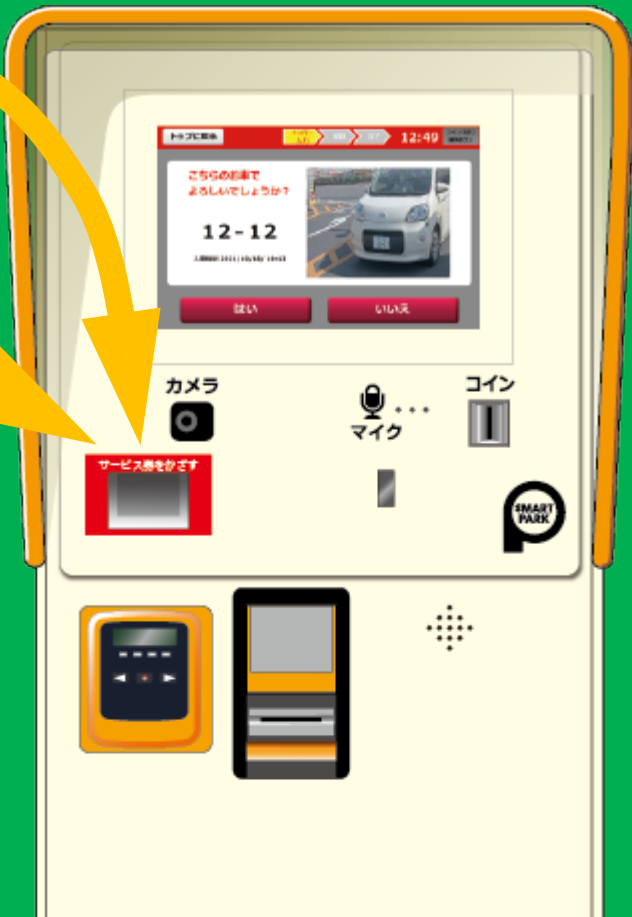 トップに戻る
12:49
こちらのお車で
よろしいでしょうか?
12-12
はい
いいえ
カメラ
マイク
コイン
サービス券をかざす
SMART
PARK